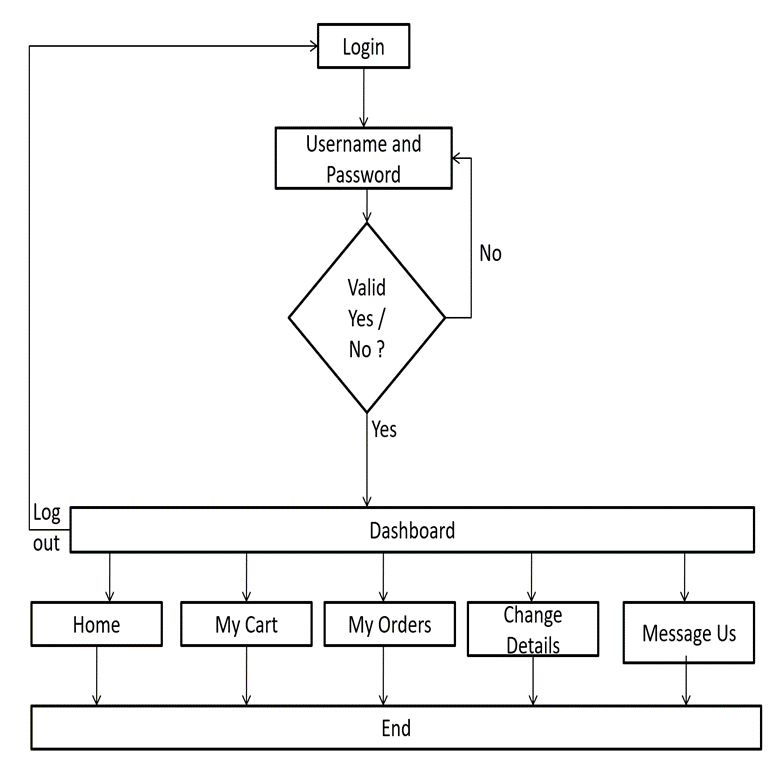 Login
Username and
Password
No
Valid
Yes /
No ?
Yes
Log
out
Dashboard
Home
My Cart
My Orders
Change
Details
Message Us
End